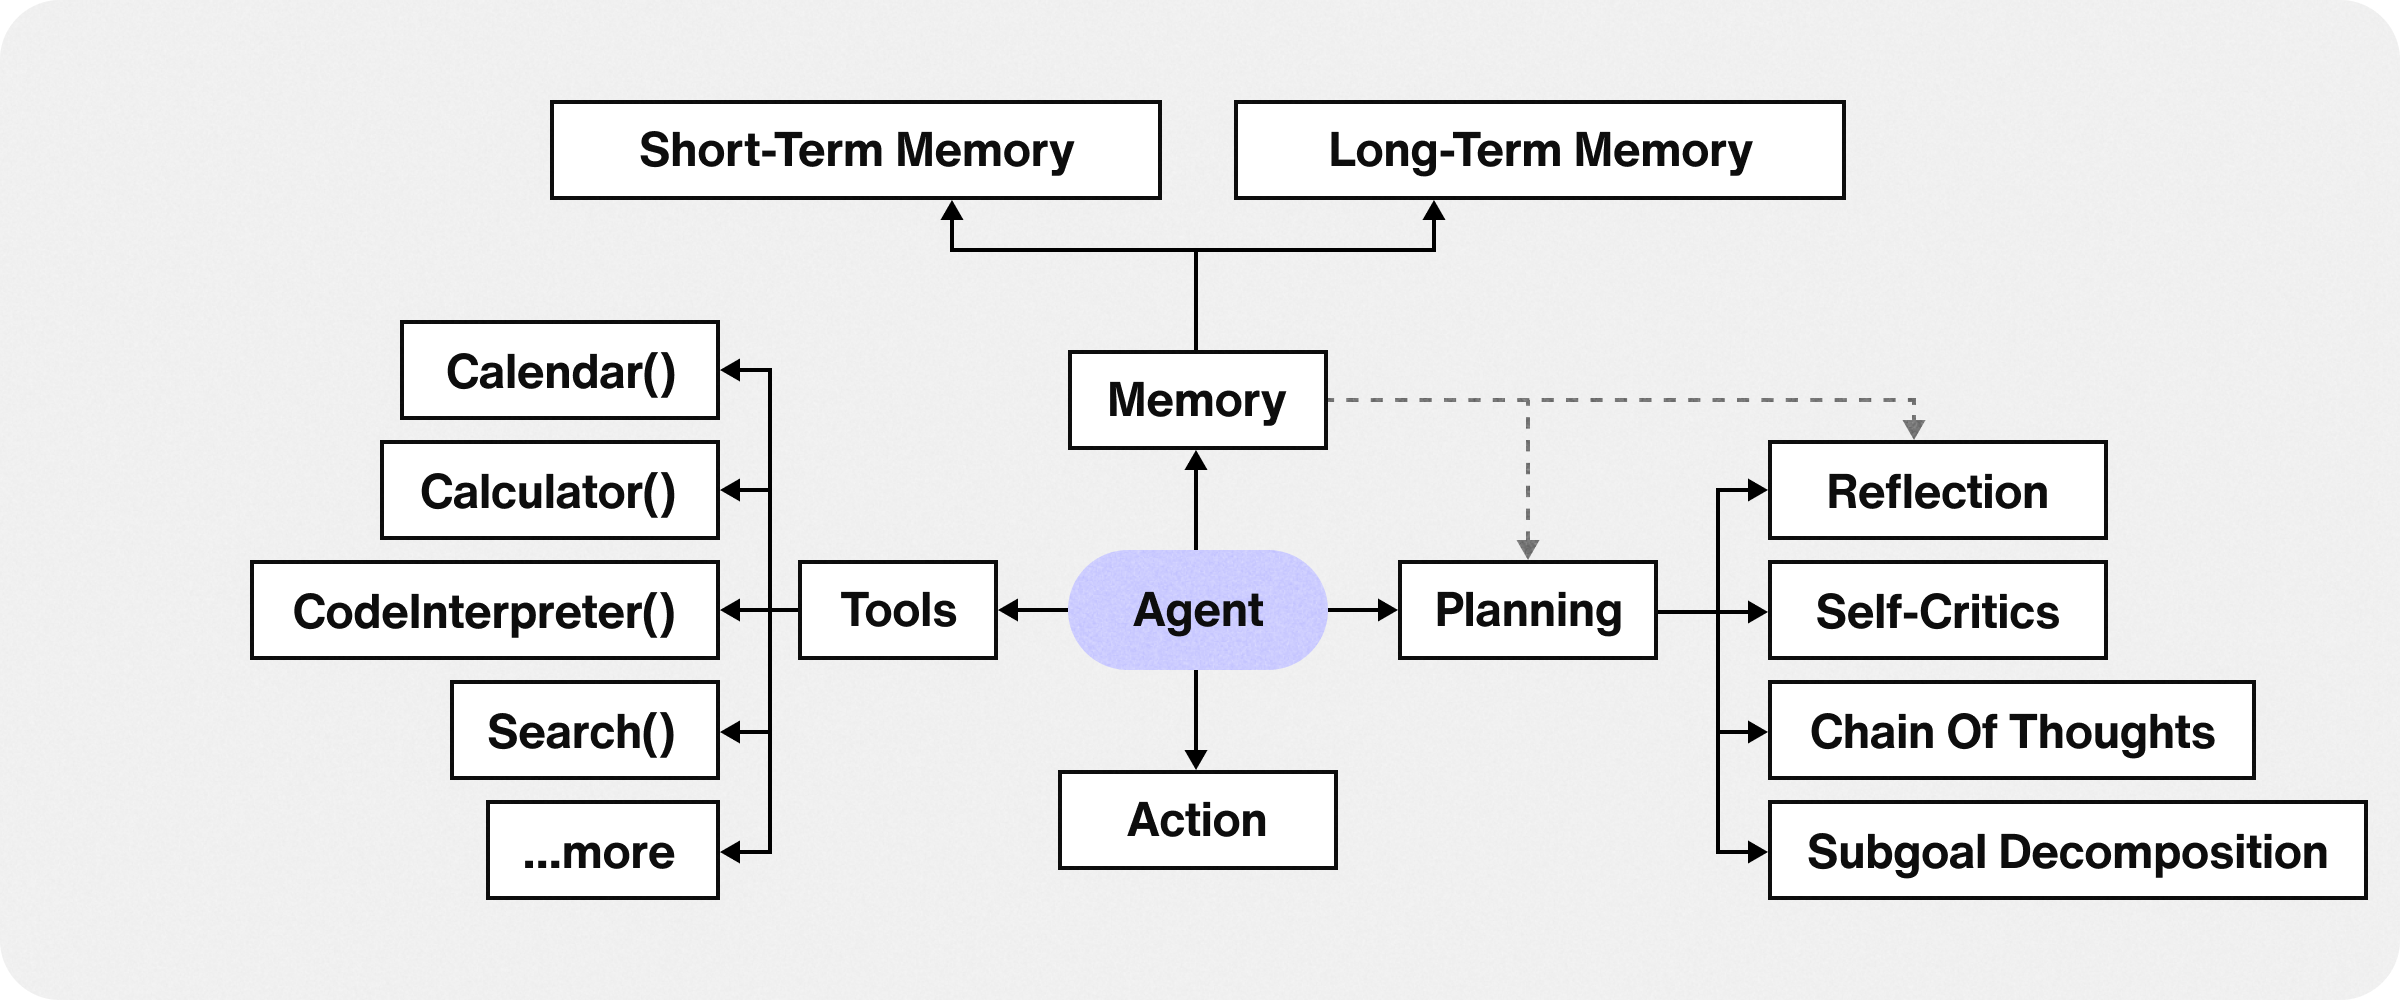 Short-Term Memory
Long-Term Memory
Calendar()
Memory
Calculator()
Reflection
CodeInterpreter()
Tools
Agent
Planning
Self-Critics
Search()
Chain Of Thoughts
Action
...more
Subgoal Decomposition